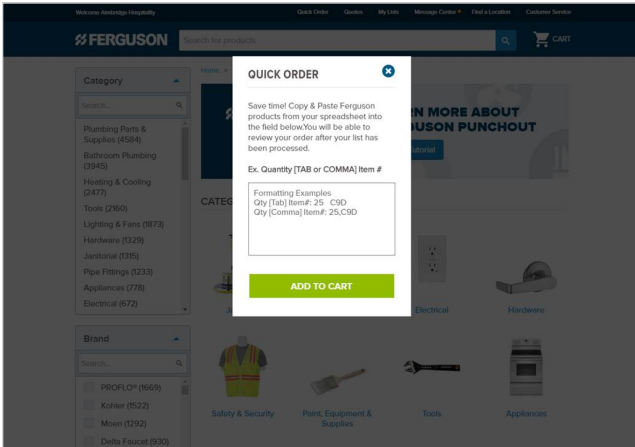 Welcome Aimbridge Hospitality
Quick Order Quotes My Lists Message Center Find a Location Customer Service
FERGUSON
Search for products
CART
Home
Category
Search...
Plumbing Parts &
Supplies (4584)
Bathroom Plumbing
(3945)
Heating & Cooling
(2477)
Tools (2160)
Lighting & Fans (1873)
Hardware (1329)
Janitorial (1315)
Pipe Fittings (1233)
Appliances (778)
Electrical (672)
Brand
Search...
PROFLO® (1669)
Kohler (1522)
Moen (1292)
Delta Faucet (930)
QUICK ORDER
Save time! Copy & Paste Ferguson
products from your spreadsheet into
the field below.You will be able to
review your order after your list has
been processed.
Ex. Quantity [TAB or COMMA] Item #
Formatting Examples
Qty [Tab] Item#: 25 C9D
Qty [Comma] Item#: 25,C9D
ADD TO CART
N MORE ABOUT
USON PUNCHOUT
utorial
CATEG
Ja
Electrical
Hardware
Safety & Security
Paint, Equipment &
Supplies
Tools
Appliances